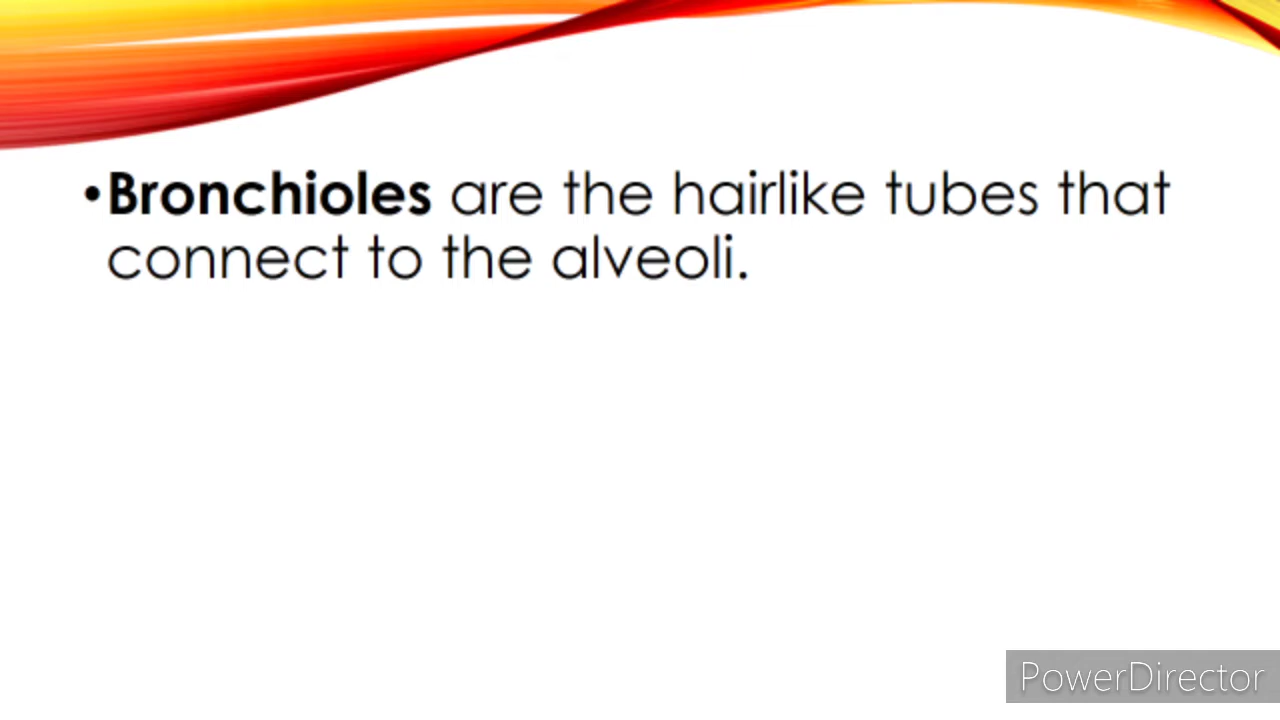 •Bronchioles are the hairlike tubes that
connect to the alveoli.
PowerDirector